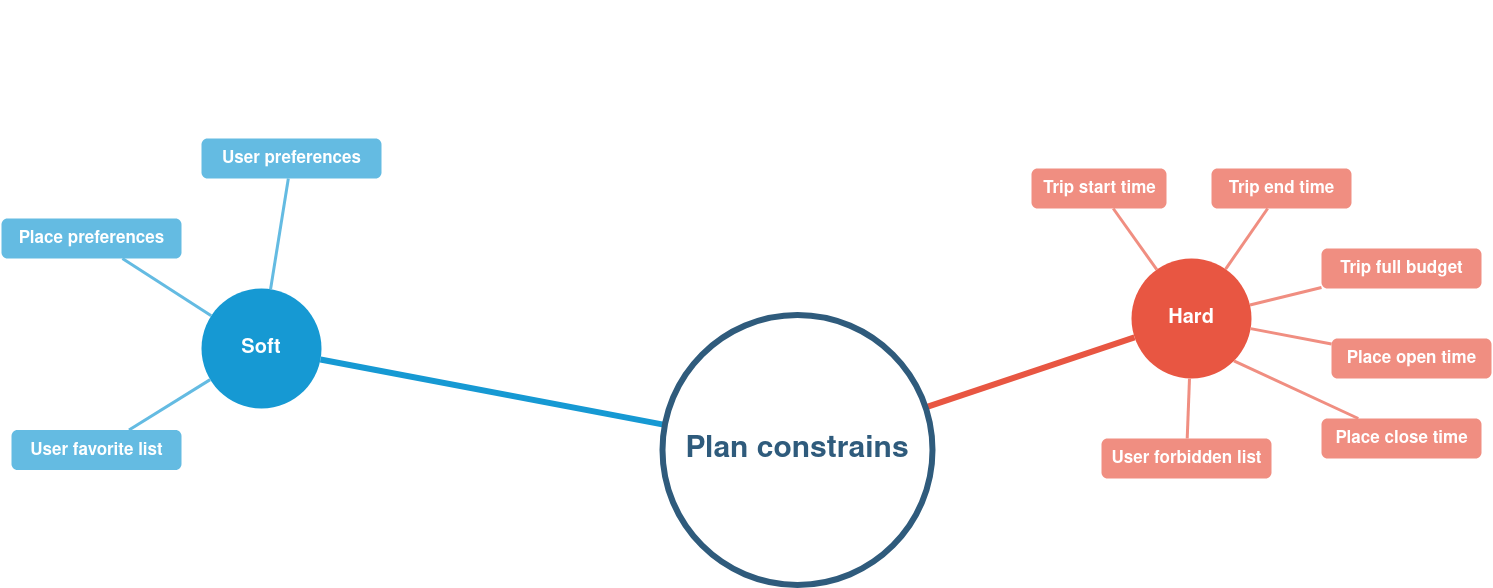 User preferences
Place preferences
Soft
User favorite list
Plan constrains
Trip start time
Trip end time
Trip full budget
Hard
Place open time
Place close time
User forbidden list